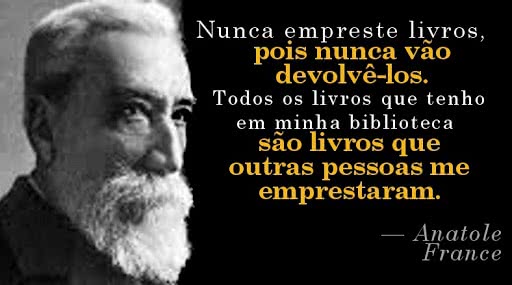 Nunca empreste livros,
pois nunca vão
devolvê-los.
Todos os livros que tenho
em minha biblioteca
são livros que
outras pessoas me
emprestaram.
— Anatole
France